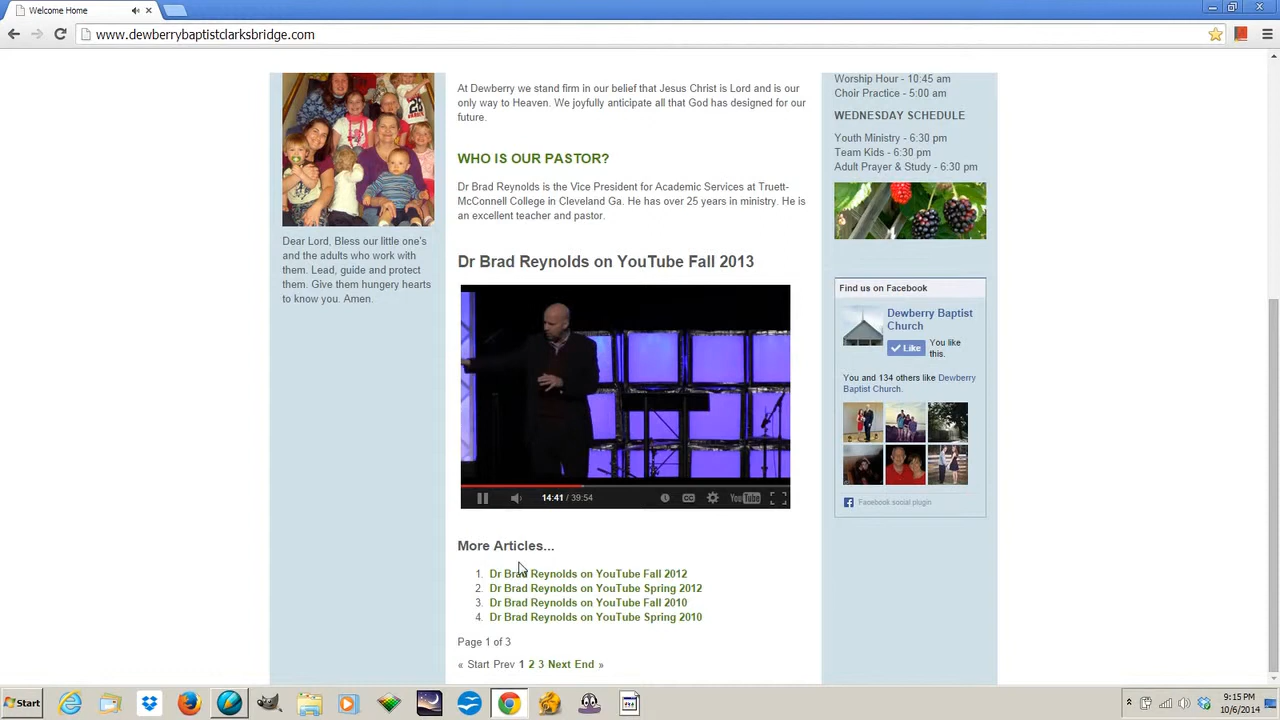 Welcome Home
www.dewberrybaptistclarksbridge.com
Dear Lord, Bless our little one's
and the adults who work with
them. Lead, guide and protect
them. Give them hungery hearts
to know you. Amen.
At Dewberry we stand firm in our belief that Jesus Christ is Lord and is our
only way to Heaven. We joyfully anticipate all that God has designed for our
future.
WHO IS OUR PASTOR?
Dr Brad Reynolds is the Vice President for Academic Services at Truett-
McConnell College in Cleveland Ga. He has over 25 years in ministry. He is
an excellent teacher and pastor.
Dr Brad Reynolds on YouTube Fall 2013
14:41 / 39:54
CC
YouTube
More Articles...
1. Dr Brad Reynolds on YouTube Fall 2012
2. Dr Brad Reynolds on YouTube Spring 2012
3. Dr Brad Reynolds on YouTube Fall 2010
4. Dr Brad Reynolds on YouTube Spring 2010
Page 1 of 3
« Start Prev 1 2 3 Next End »
Worship Hour - 10:45 am
Choir Practice - 5:00 am
WEDNESDAY SCHEDULE
Youth Ministry - 6:30 pm
Team Kids - 6:30 pm
Adult Prayer & Study - 6:30 pm
Find us on Facebook
Dewberry Baptist
Church
Like
You like
this.
You and 134 others like Dewberry
Baptist Church.
Facebook social plugin
Start
9:15 PM
10/6/2014